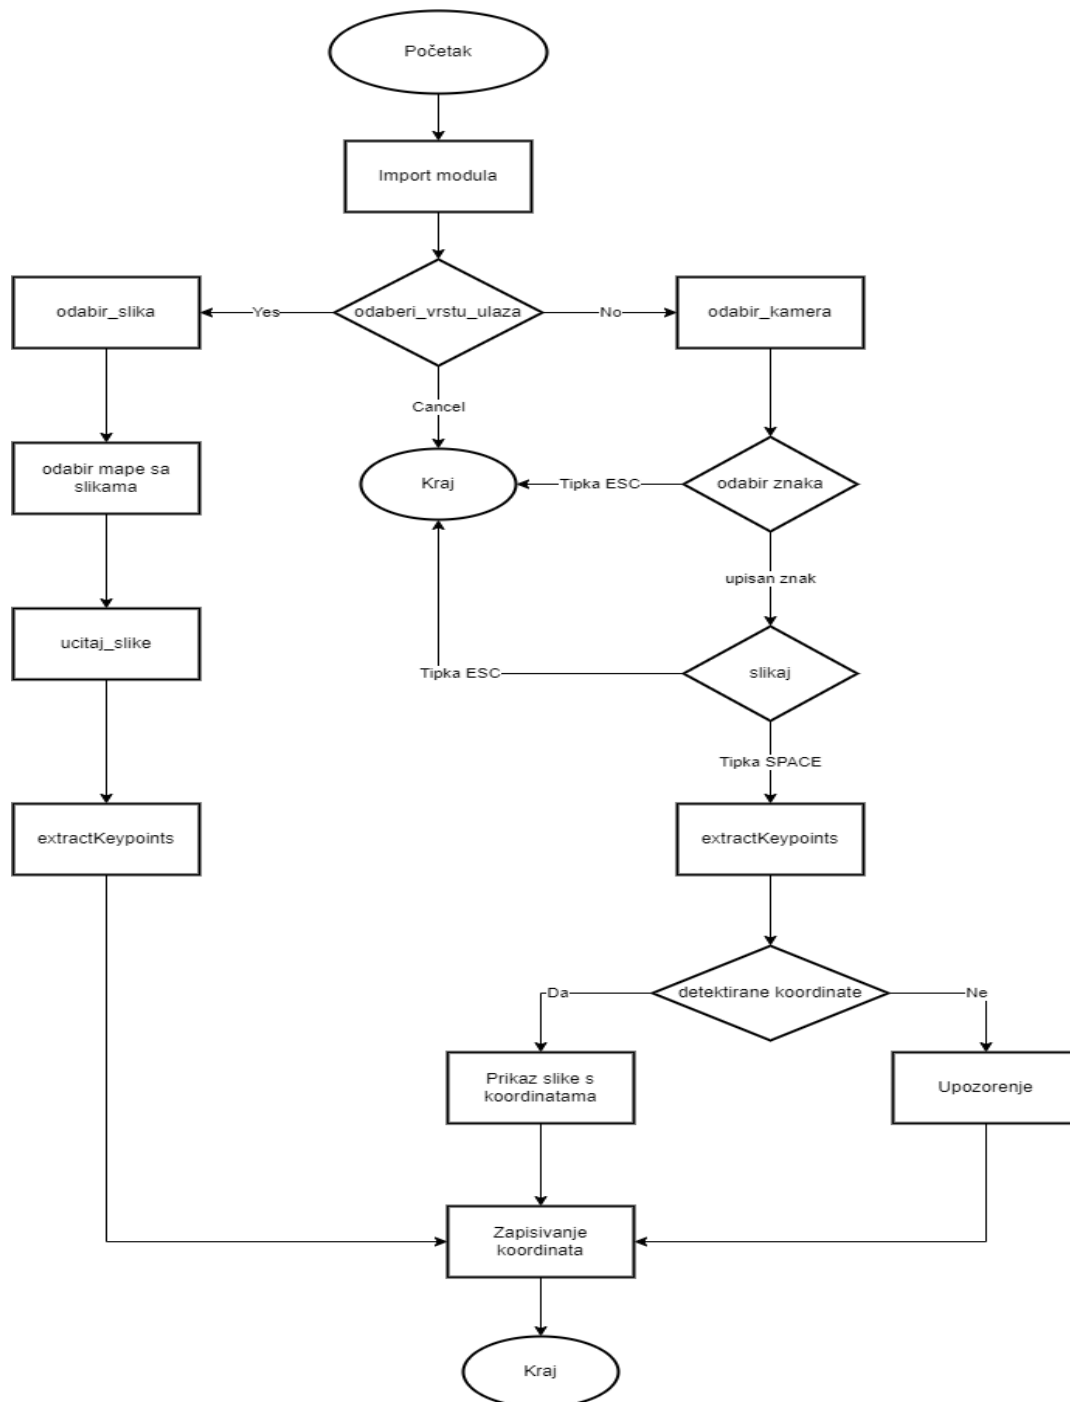 Početak
Import modula
odabir_slika
Yes
odaberi_vrstu_ulaza
No
odabir_kamera
Cancel
odabir mape sa
slikama
Kraj
Tipka ESC
odabir znaka
upisan znak
ucitaj_slike
Tipka ESC
slikaj
Tipka SPACE
extractKeypoints
extractKeypoints
Da
detektirane koordinate
Ne
Prikaz slike s
koordinatama
Upozorenje
Zapisivanje
koordinata
Kraj